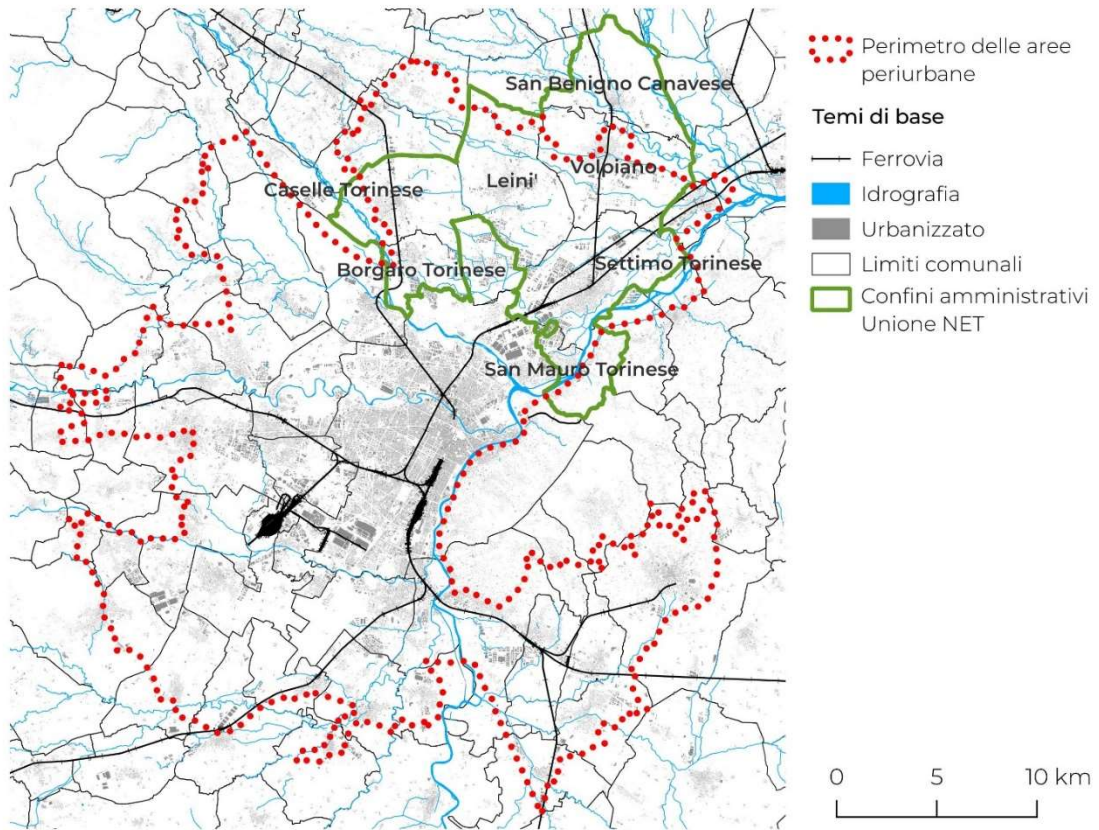 San Benigno Canavese
Volpiano
Leini'
Caselle Torinese
Borgaro Torinese
Settimo Torinese
San Mauro Torinese
Perimetro delle aree
periurbane
Temi di base
Ferrovia
Idrografia
Urbanizzato
Limiti comunali
Confini amministrativi
Unione NET
0 5 10 km